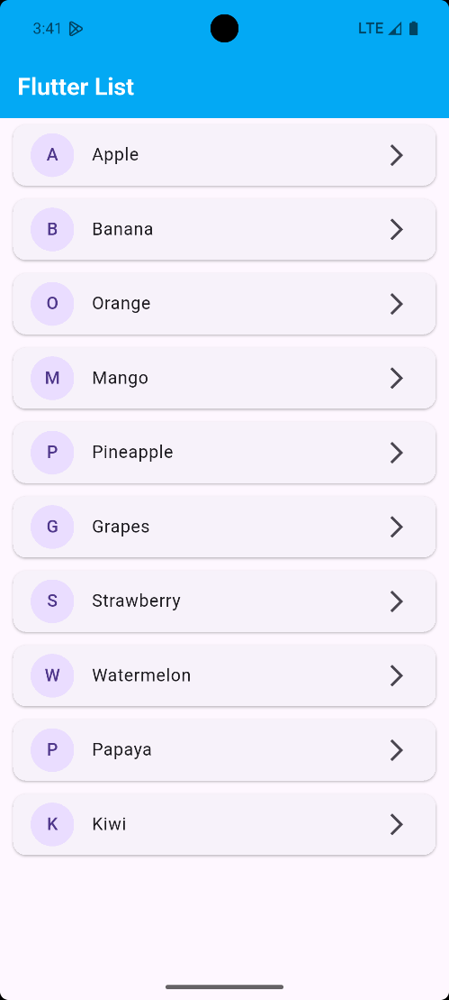 3:41 LTE
Flutter List
A Apple
B Banana
O Orange
M Mango
P Pineapple
G Grapes
S Strawberry
W Watermelon
P Papaya
K Kiwi